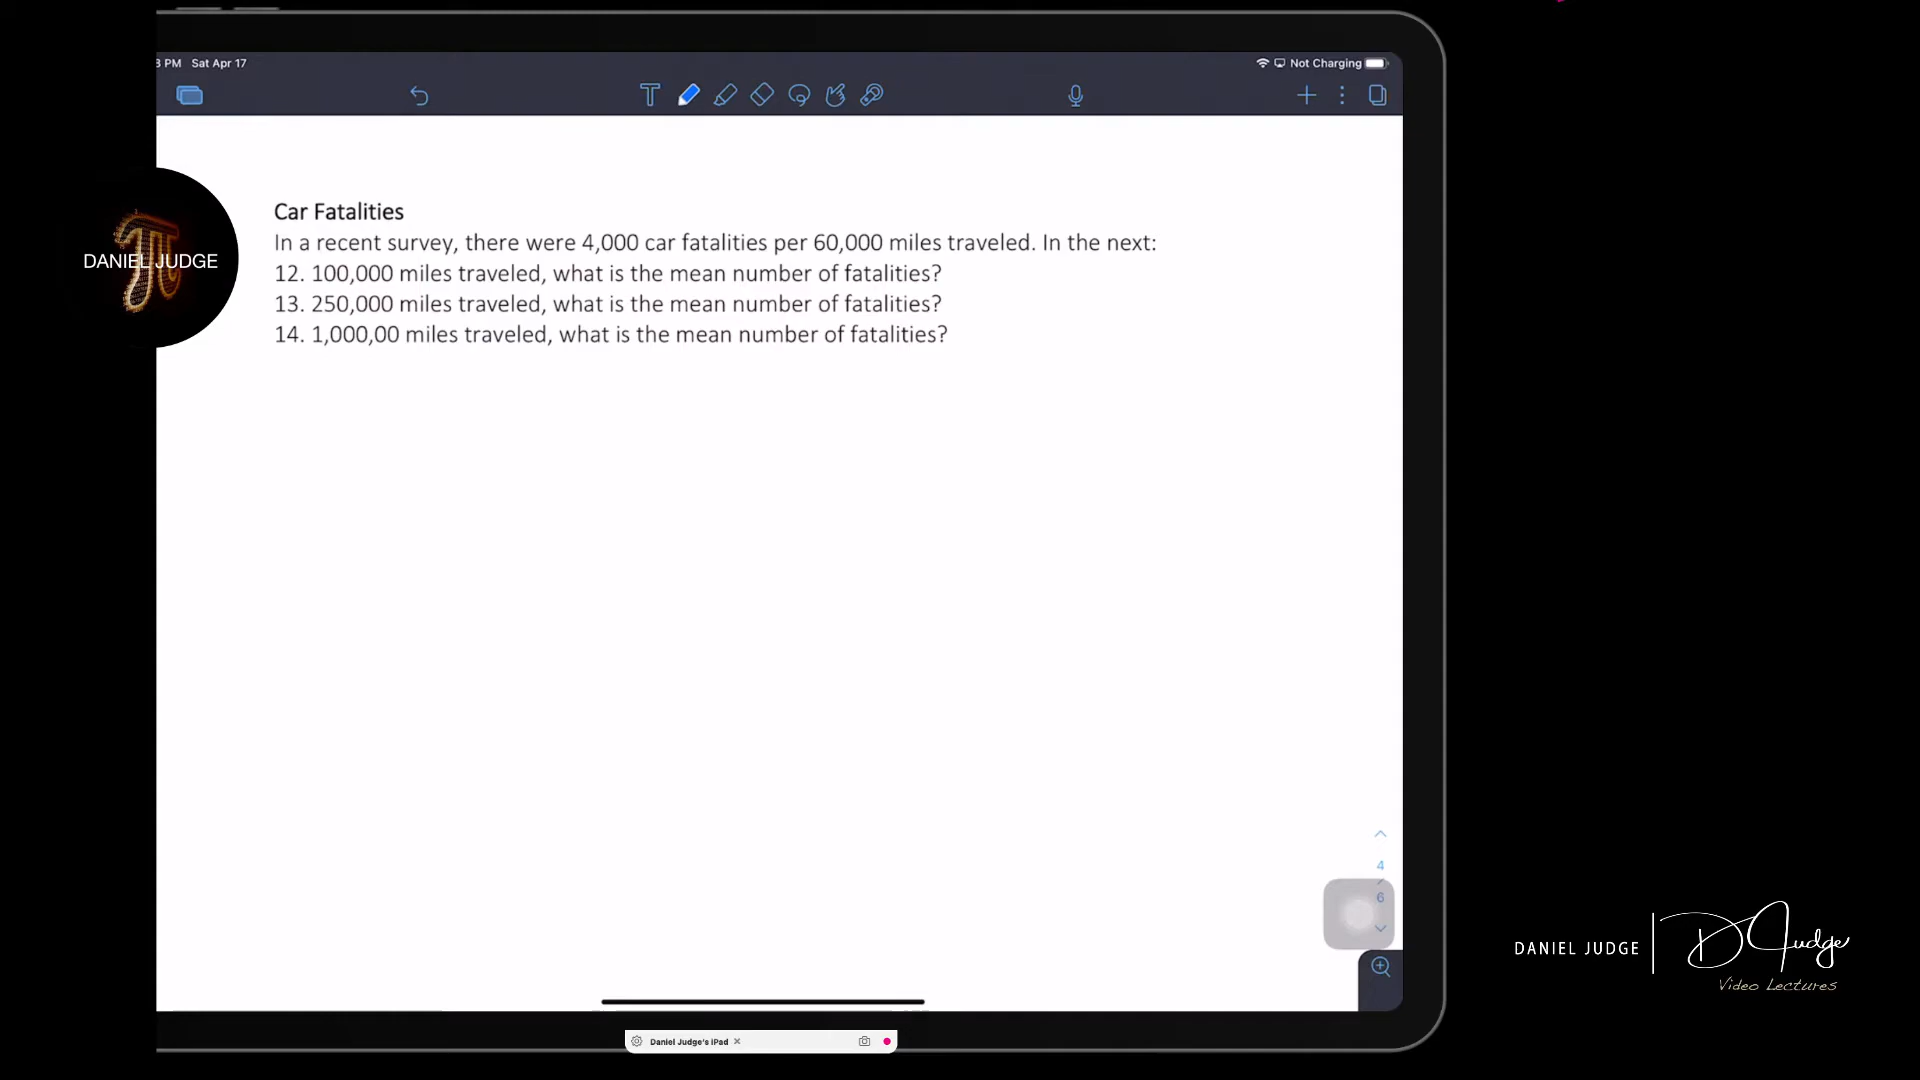 3 PM Sat Apr 17
Not Charging
DANIEL JUDGE
Car Fatalities
In a recent survey, there were 4,000 car fatalities per 60,000 miles traveled. In the next:
12. 100,000 miles traveled, what is the mean number of fatalities?
13. 250,000 miles traveled, what is the mean number of fatalities?
14. 1,000,00 miles traveled, what is the mean number of fatalities?
4
6
DANIEL JUDGE
DJudge
Video Lectures
Daniel Judge's iPad